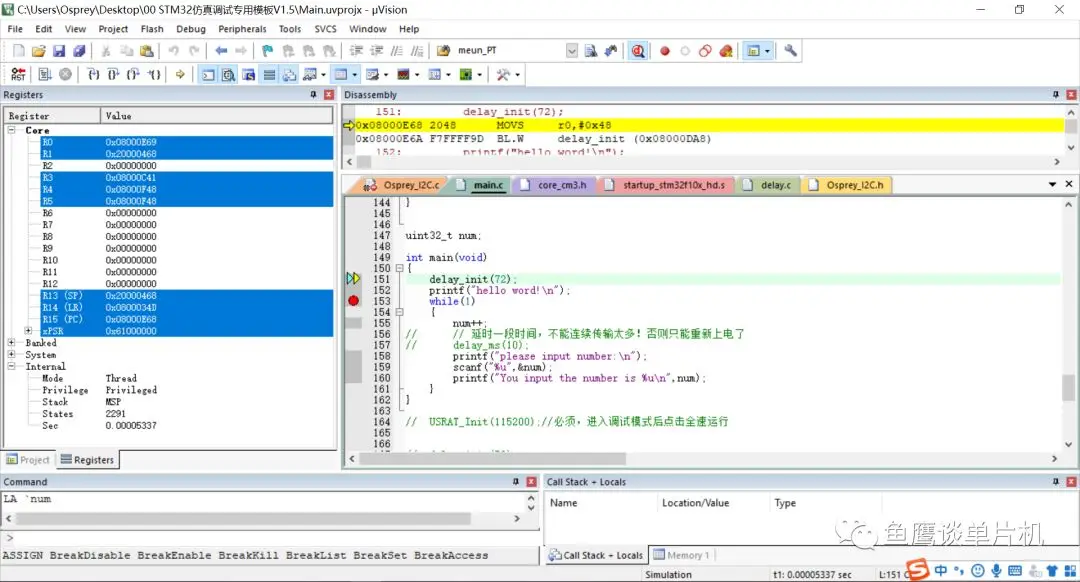 C:\Users\Osprey\Desktop\00 STM32仿真调试专用模板V1.5\Main.uvprojx - µVision
File Edit View Project Flash Debug Peripherals Tools SVCS Window Help
meun_PT
Registers
Register Value
Core
R0 0x08000E69
R1 0x20000468
R2 0x00000000
R3 0x08000C41
R4 0x08000F48
R5 0x08000F48
R6 0x00000000
R7 0x00000000
R8 0x00000000
R9 0x00000000
R10 0x00000000
R11 0x00000000
R12 0x00000000
R13 (SP) 0x20000468
R14 (LR) 0x0800034D
R15 (PC) 0x08000E68
xPSR 0x61000000
Banked
System
Internal
Mode Thread
Privilege Privileged
Stack MSP
States 2291
Sec 0.00005337
Project Registers
Disassembly
151: delay_init(72);
0x08000E68 2048 MOVS r0,#0x48
0x08000E6A F7FFFF9D BL.W delay_init (0x08000DA8)
152: printf("hello word!\n");
Osprey_I2C.c main.c core_cm3.h startup_stm32f10x_hd.s delay.c Osprey_I2C.h
144 }
145
146
147 uint32_t num;
148
149 int main(void)
150 {
151 delay_init(72);
152 printf("hello word!\n");
153 while(1)
154 {
155 num++;
156 // // 延时一段时间，不能连续传输太多！否则只能重新上电了
157 // delay_ms(10);
158 printf("please input number:\n");
159 scanf("%u",&num);
160 printf("You input the number is %u\n",num);
161 }
162 }
163
164 // USRAT_Init(115200);//必须，进入调试模式后点击全速运行
165
166
Command
LA `num
>
ASSIGN BreakDisable BreakEnable BreakKill BreakList BreakSet BreakAccess
Call Stack + Locals
Name Location/Value Type
Call Stack + Locals Memory 1
鱼鹰谈单片机
Simulation t1: 0.00005337 sec L:151 C
中